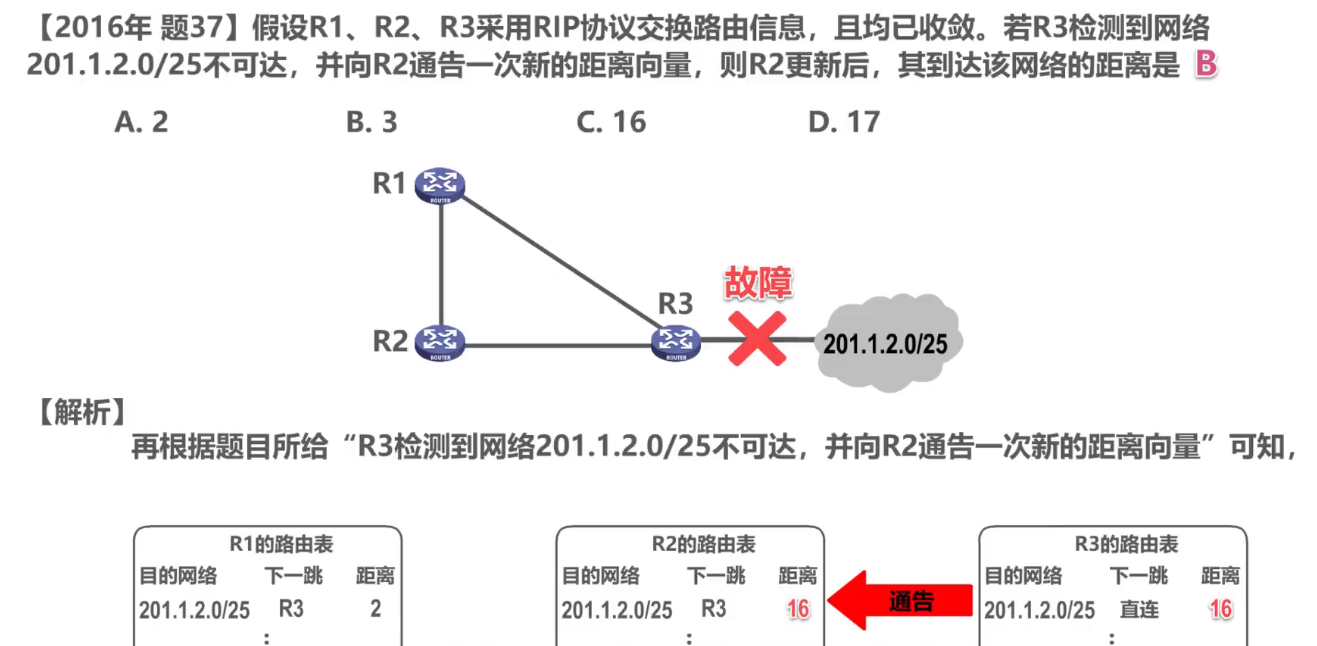 【2016年 题37】假设R1、R2、R3采用RIP协议交换路由信息，且均已收敛。若R3检测到网络
201.1.2.0/25不可达，并向R2通告一次新的距离向量，则R2更新后，其到达该网络的距离是 B
A. 2 B. 3 C. 16 D. 17
R1
ROUTER
故障
R3
R2
ROUTER
ROUTER
201.1.2.0/25
【解析】
再根据题目所给“R3检测到网络201.1.2.0/25不可达，并向R2通告一次新的距离向量”可知，
R1的路由表
目的网络 下一跳 距离
201.1.2.0/25 R3 2
⋮
R2的路由表
目的网络 下一跳 距离
201.1.2.0/25 R3 16
⋮
通告
R3的路由表
目的网络 下一跳 距离
201.1.2.0/25 直连 16
⋮